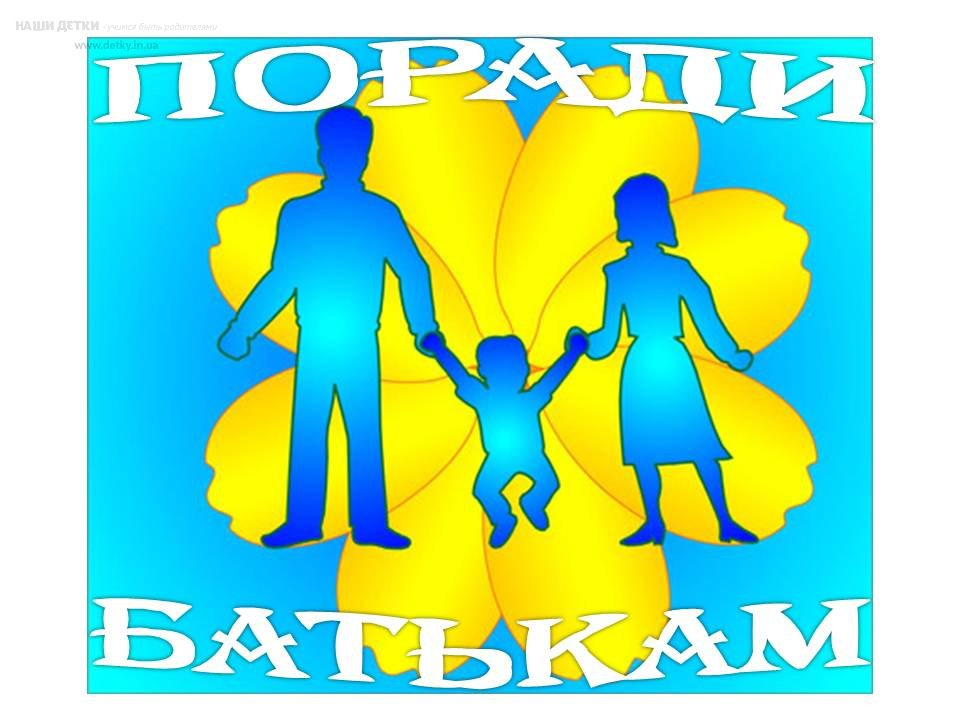 НАШИ ДЕТКИ - учимся быть родителями
www.detky.in.ua
ПОРАДИ
БАТЬКАМ